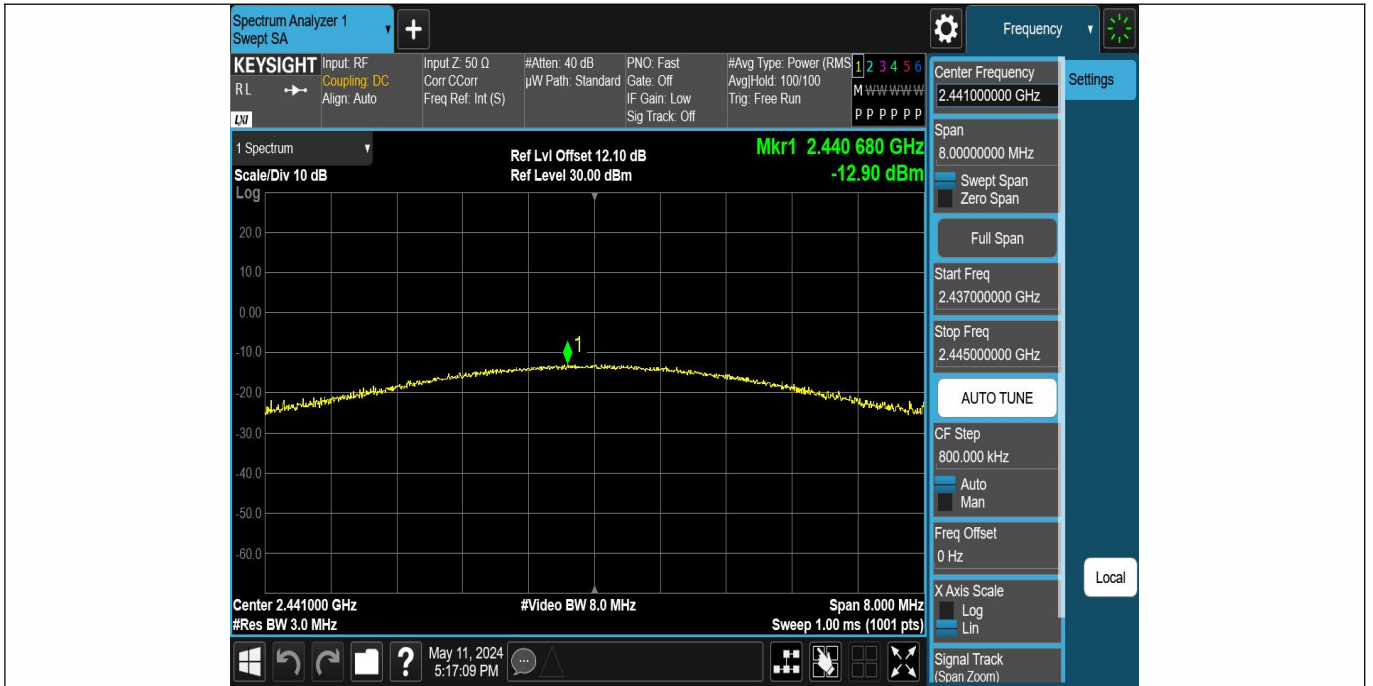 Spectrum Analyzer 1
Swept SA
+
Frequency
KEYSIGHT
R L
LXI
Input: RF
Coupling: DC
Align: Auto
Input Z: 50 Ω
Corr CCorr
Freq Ref: Int (S)
#Atten: 40 dB
µW Path: Standard
PNO: Fast
Gate: Off
IF Gain: Low
Sig Track: Off
#Avg Type: Power (RMS
Avg|Hold: 100/100
Trig: Free Run
1 2 3 4 5 6
M W W W W W
P P P P P P
1 Spectrum
Scale/Div 10 dB
Log
Ref Lvl Offset 12.10 dB
Ref Level 30.00 dBm
Mkr1 2.440 680 GHz
-12.90 dBm
20.0
10.0
0.00
-10.0
-20.0
-30.0
-40.0
-50.0
-60.0
1
Center 2.441000 GHz
#Res BW 3.0 MHz
#Video BW 8.0 MHz
Span 8.000 MHz
Sweep 1.00 ms (1001 pts)
Center Frequency
2.441000000 GHz
Settings
Span
8.00000000 MHz
Swept Span
Zero Span
Full Span
Start Freq
2.437000000 GHz
Stop Freq
2.445000000 GHz
AUTO TUNE
CF Step
800.000 kHz
Auto
Man
Freq Offset
0 Hz
X Axis Scale
Log
Lin
Signal Track
(Span Zoom)
Local
?
May 11, 2024
5:17:09 PM